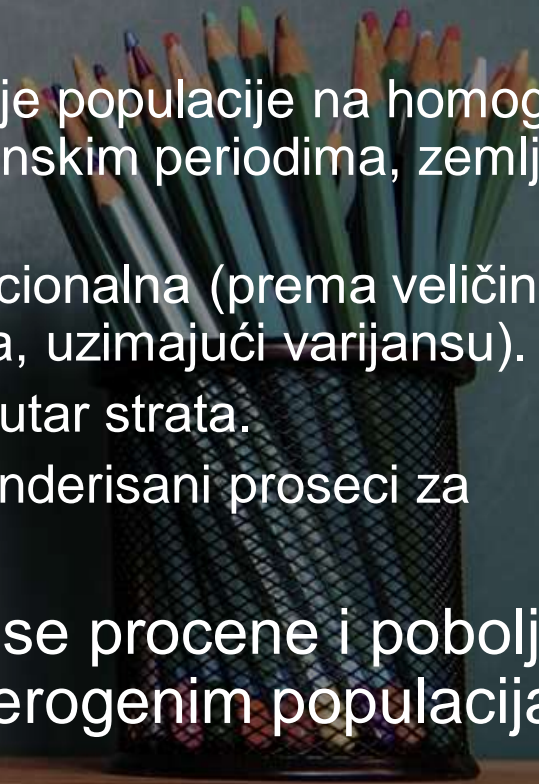 je populacije na homog
nskim periodima, zemlj
cionalna (prema veličin
a, uzimajući varijansu).
utar strata.
nderisani proseci za
se procene i pobolj
erogenim populacija